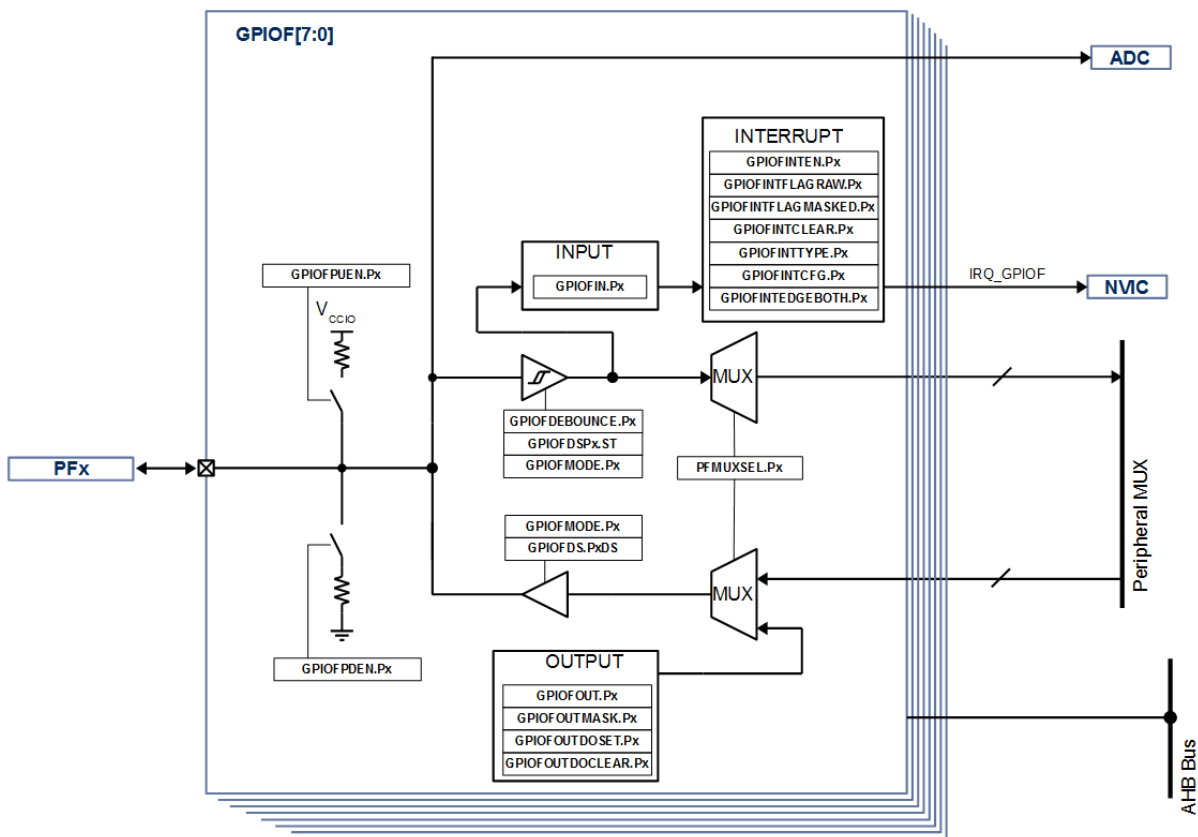 GPIOF[7:0]
ADC
INTERRUPT
GPIOFINTEN.Px
GPIOFINTFLAGRAW.Px
GPIOFINTFLAGMASKED.Px
GPIOFINTCLEAR.Px
GPIOFINTTYPE.Px
GPIOFINTCFG.Px
GPIOFINTEDGEBOTH.Px
INPUT
GPIOFIN.Px
IRQ_GPIOF
NVIC
GPIOFPUEN.Px
VCCIO
MUX
GPIOFDEBOUNCE.Px
GPIOFDSPx.ST
GPIOFMODE.Px
PFMUXSEL.Px
PFx
GPIOFMODE.Px
GPIOFDS.PxDS
MUX
Peripheral MUX
GPIOFPDEN.Px
OUTPUT
GPIOFOUT.Px
GPIOFOUTMASK.Px
GPIOFOUTDOSET.Px
GPIOFOUTDOCLEAR.Px
AHB Bus